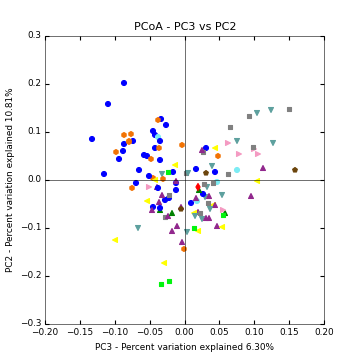 PCoA - PC3 vs PC2
0.3
0.2
0.1
0.0
−0.1
−0.2
−0.3
PC2 - Percent variation explained 10.81%
−0.20 −0.15 −0.10 −0.05 0.00 0.05 0.10 0.15 0.20
PC3 - Percent variation explained 6.30%